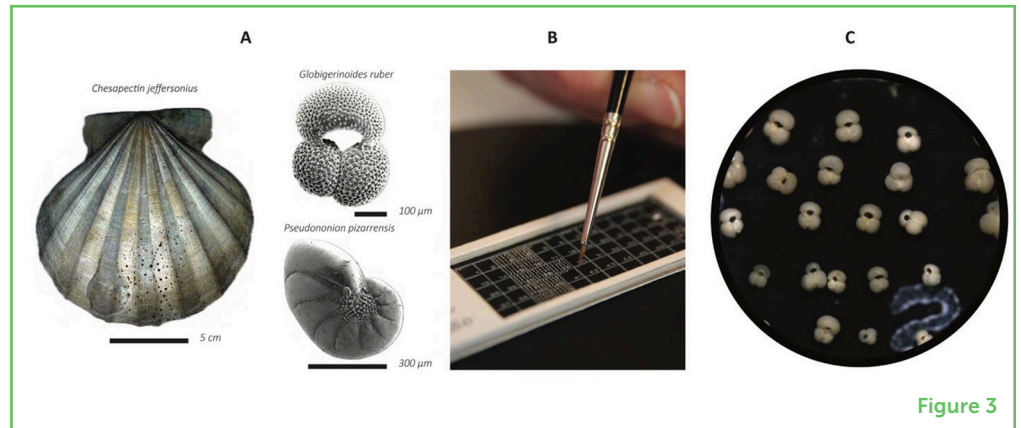 A
B
C
Chesapectin jeffersonius
Globigerinoides ruber
100 µm
Pseudononion pizarrensis
5 cm
300 µm
Figure 3